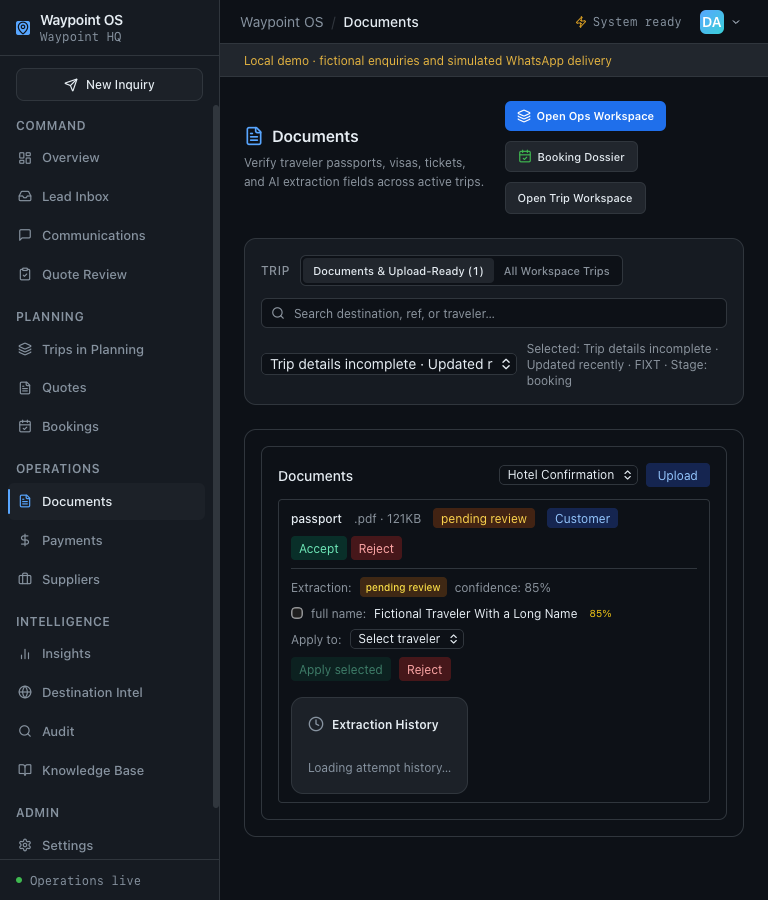 Waypoint OS
Waypoint HQ
New Inquiry
COMMAND
Overview
Lead Inbox
Communications
Quote Review
PLANNING
Trips in Planning
Quotes
Bookings
OPERATIONS
Documents
Payments
Suppliers
INTELLIGENCE
Insights
Destination Intel
Audit
Knowledge Base
ADMIN
Settings
Operations live
Waypoint OS / Documents
System ready
DA
Local demo · fictional enquiries and simulated WhatsApp delivery
Documents
Verify traveler passports, visas, tickets,
and AI extraction fields across active trips.
Open Ops Workspace
Booking Dossier
Open Trip Workspace
TRIP
Documents & Upload-Ready (1)
All Workspace Trips
Search destination, ref, or traveler...
Trip details incomplete · Updated r
Selected: Trip details incomplete ·
Updated recently · FIXT · Stage:
booking
Documents
Hotel Confirmation
Upload
passport .pdf · 121KB pending review Customer
Accept Reject
Extraction: pending review confidence: 85%
full name: Fictional Traveler With a Long Name 85%
Apply to: Select traveler
Apply selected Reject
Extraction History
Loading attempt history...